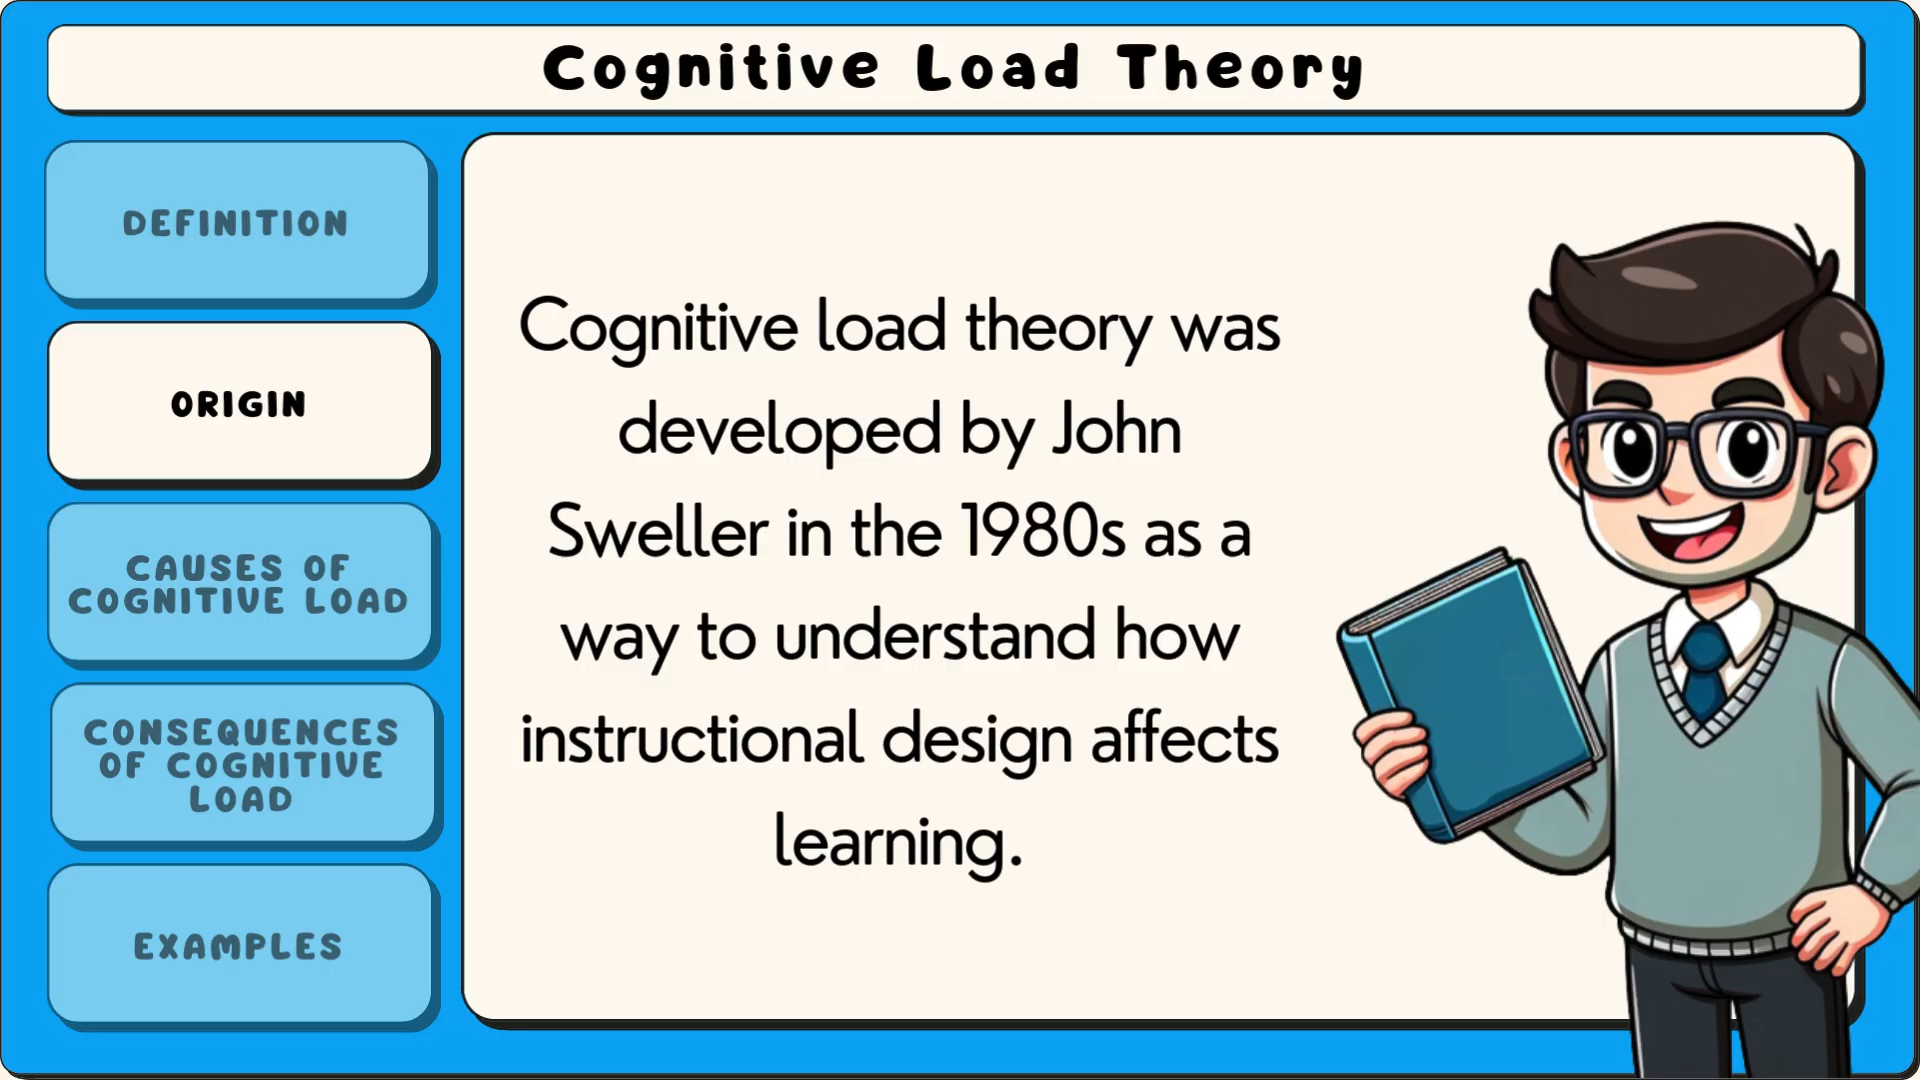 Cognitive Load Theory
DEFINITION
ORIGIN
CAUSES OF
COGNITIVE LOAD
CONSEQUENCES
OF COGNITIVE
LOAD
EXAMPLES
Cognitive load theory was
developed by John
Sweller in the 1980s as a
way to understand how
instructional design affects
learning.